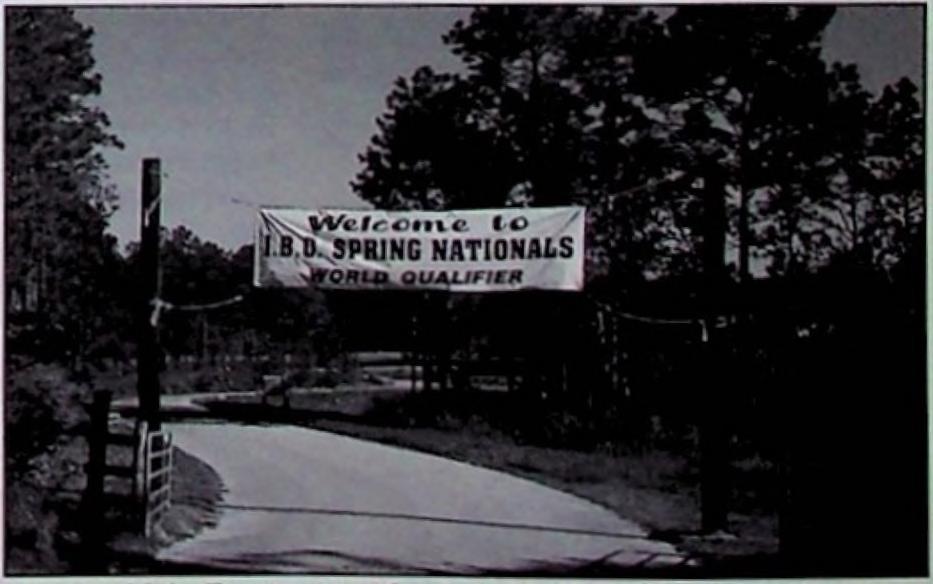 Welcome to
I.B.O. SPRING NATIONALS
WORLD QUALIFIER